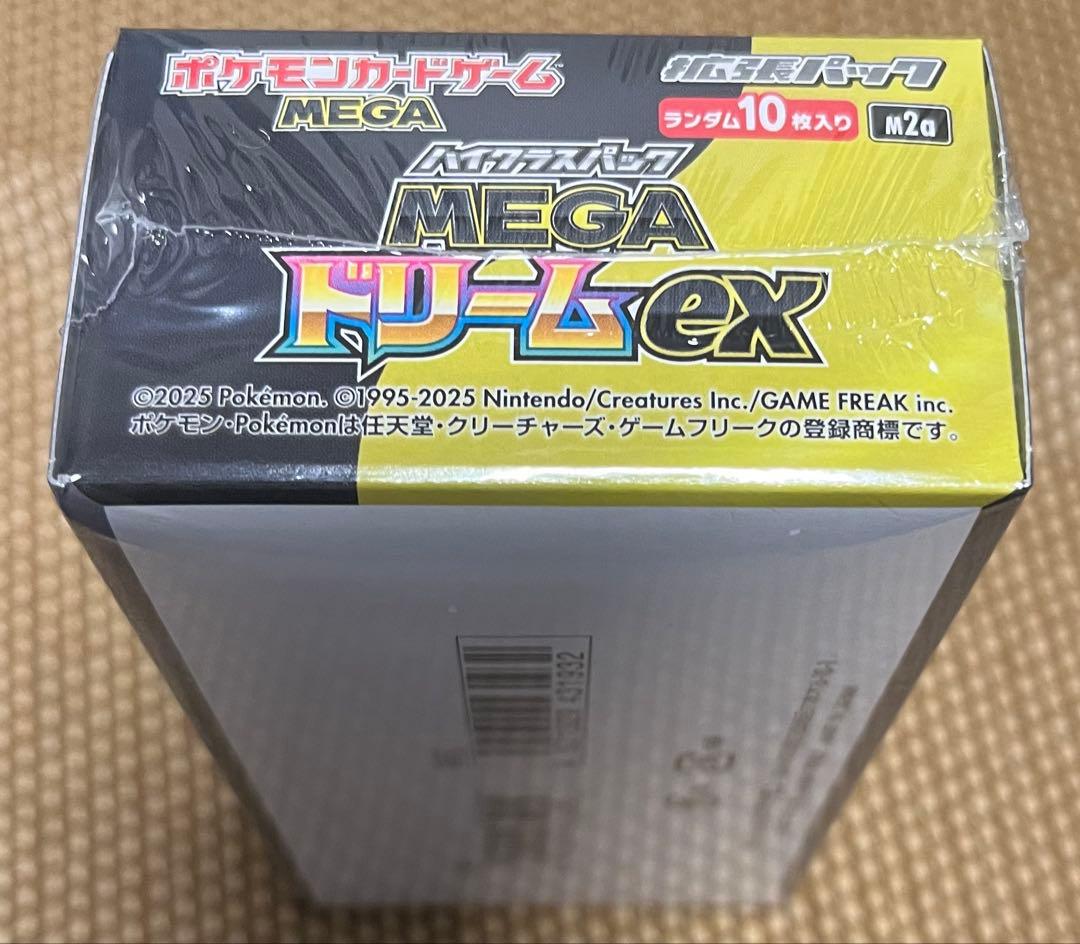 ポケモンカードゲーム
MEGA
拡張パック
ランダム10枚入り
M2a
ハイクラスパック
MEGA
ドリームex
©2025 Pokémon. ©1995-2025 Nintendo/Creatures Inc./GAME FREAK inc.
ポケモン・Pokémonは任天堂・クリーチャーズ・ゲームフリークの登録商標です。
431932